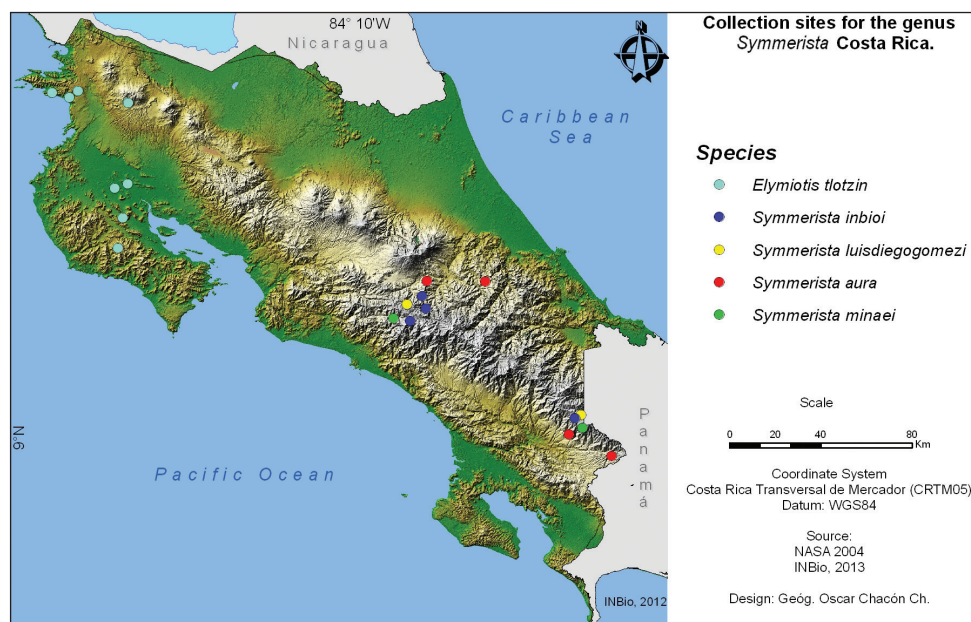 84° 10'W
Nicaragua
Caribbean
Sea
9°N
Pacific Ocean
Panamá
INBio, 2012
Collection sites for the genus
Symmerista Costa Rica.
Species
Elymiotis tlotzin
Symmerista inbioi
Symmerista luisdiegogomezi
Symmerista aura
Symmerista minaei
Scale
0 20 40 80
Km
Coordinate System
Costa Rica Transversal de Mercador (CRTM05)
Datum: WGS84
Source:
NASA 2004
INBio, 2013
Design: Geóg. Oscar Chacón Ch.